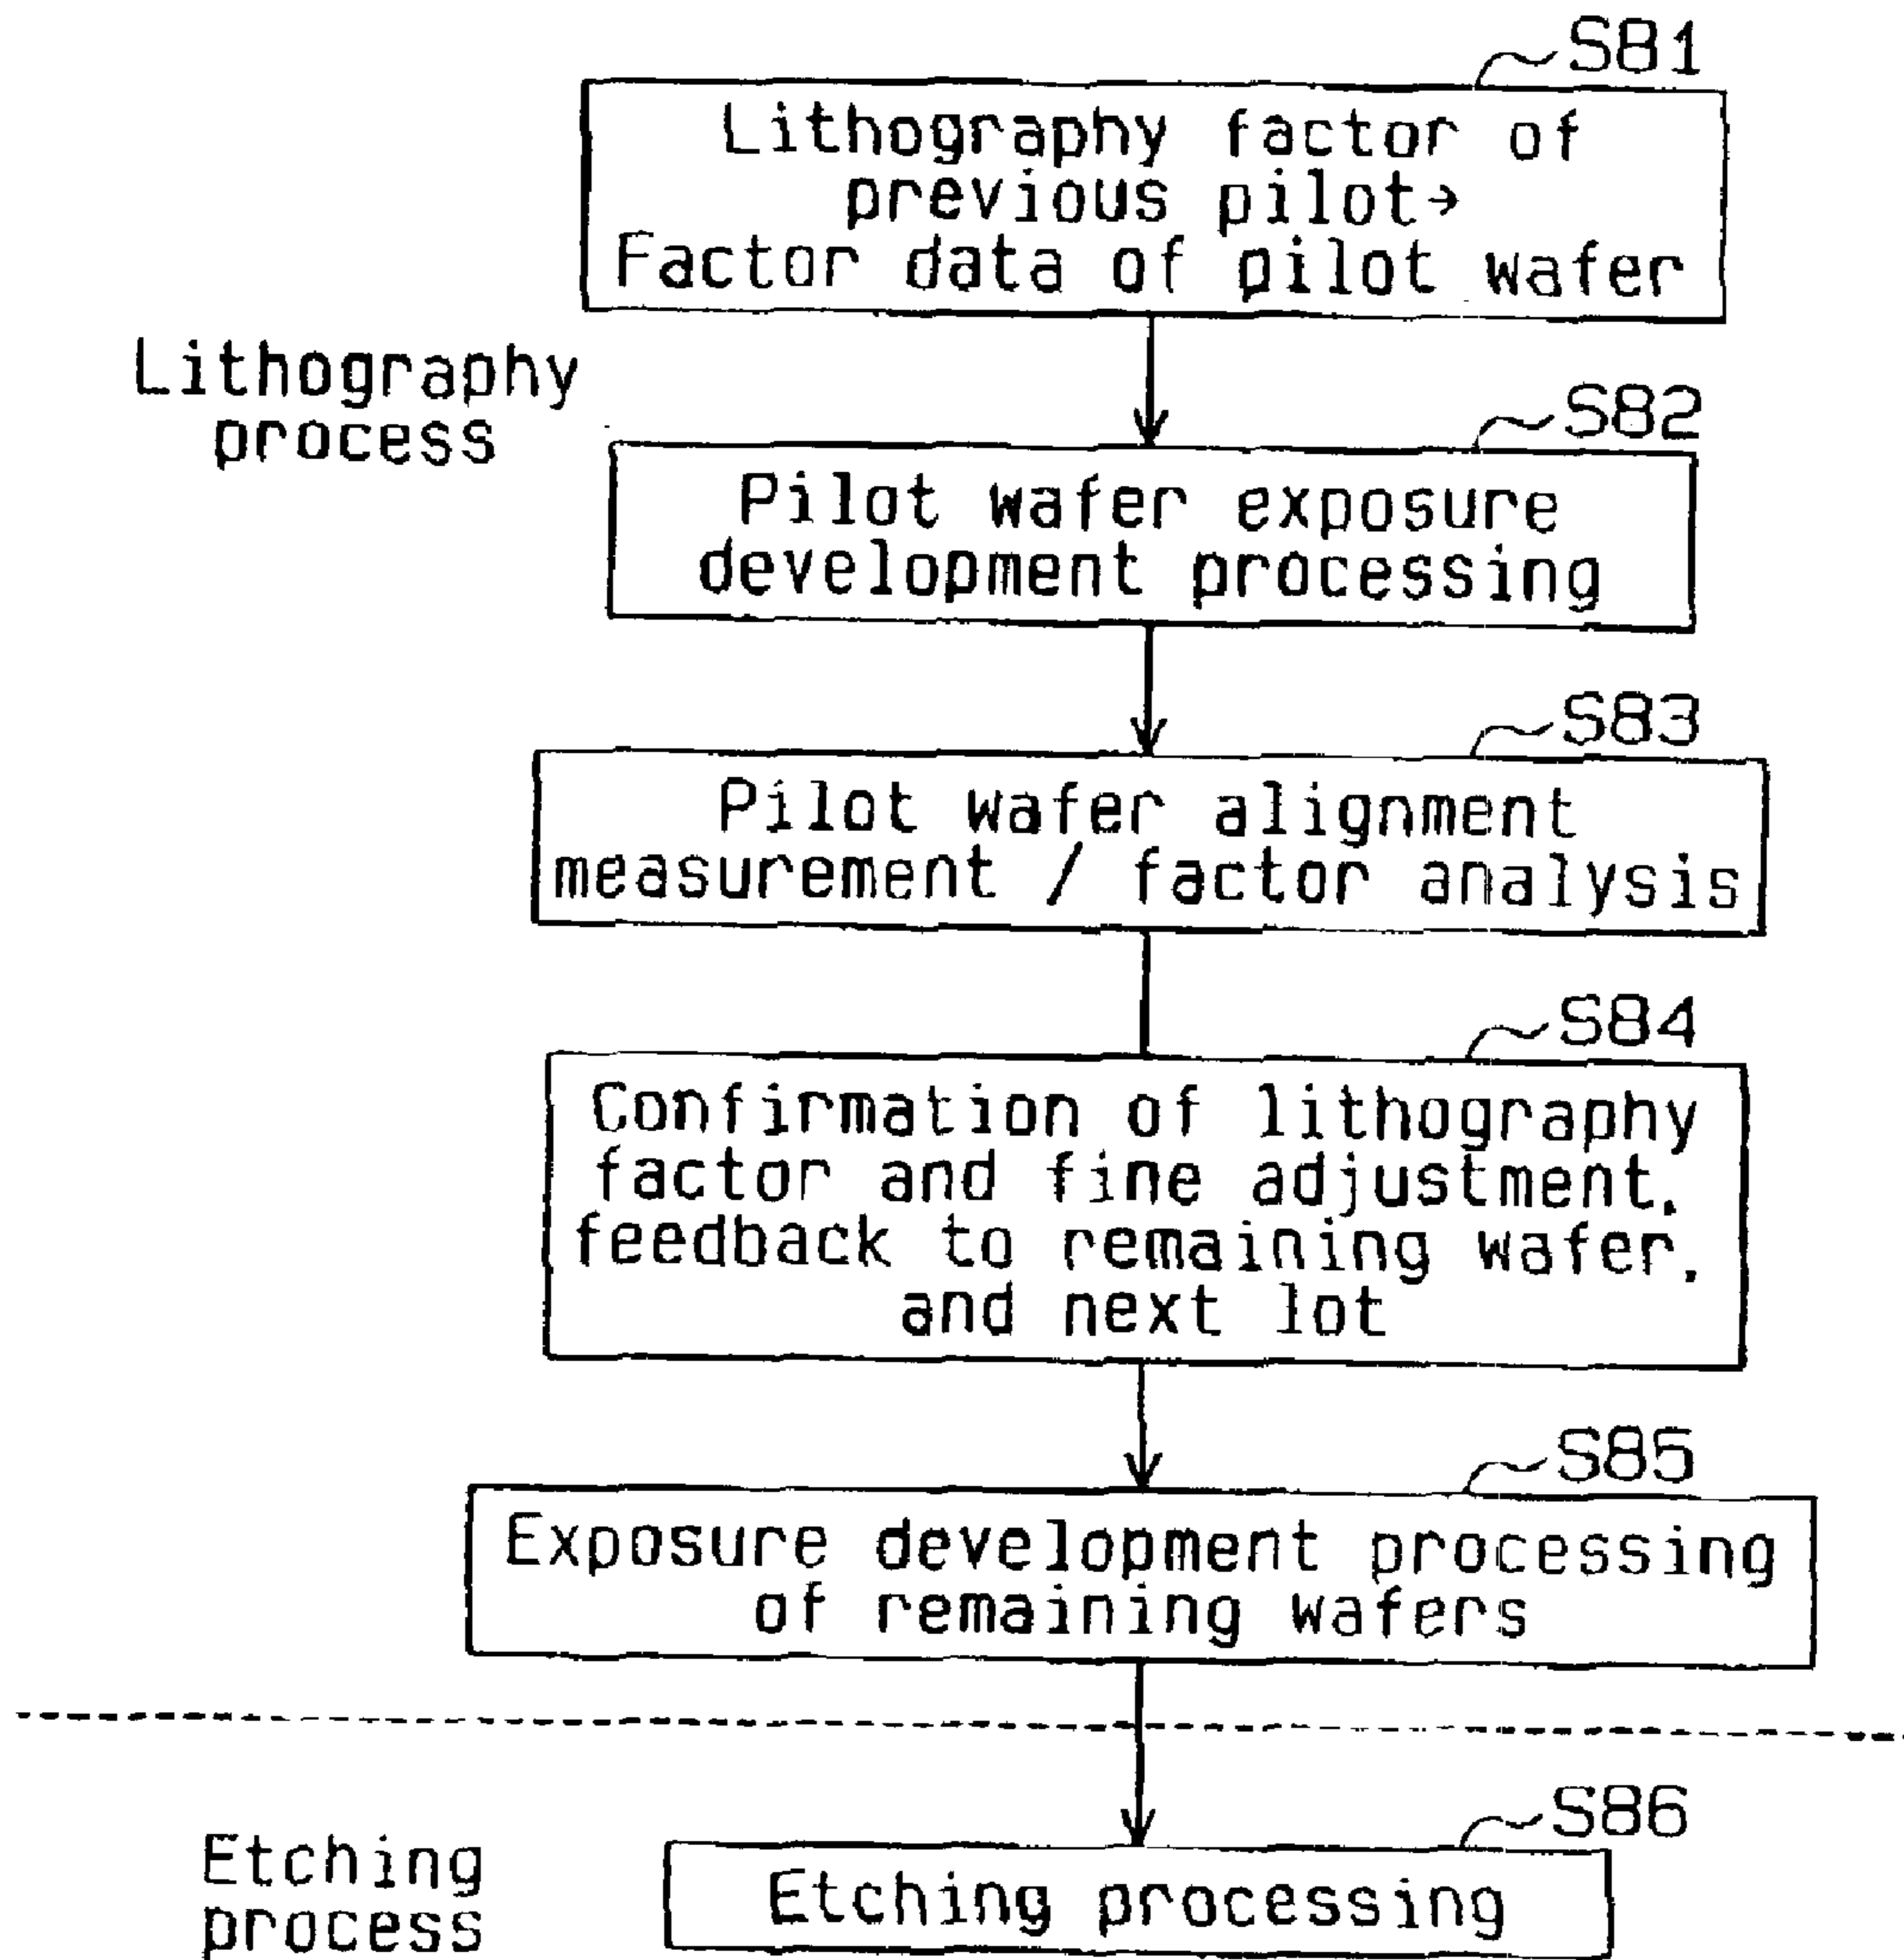 S81
Lithography factor of
previous pilot→
Factor data of pilot wafer
Lithography
process
S82
Pilot wafer exposure
development processing
S83
Pilot wafer alignment
measurement / factor analysis
S84
Confirmation of lithography
factor and fine adjustment,
feedback to remaining wafer,
and next lot
S85
Exposure development processing
of remaining wafers
S86
Etching
process
Etching processing